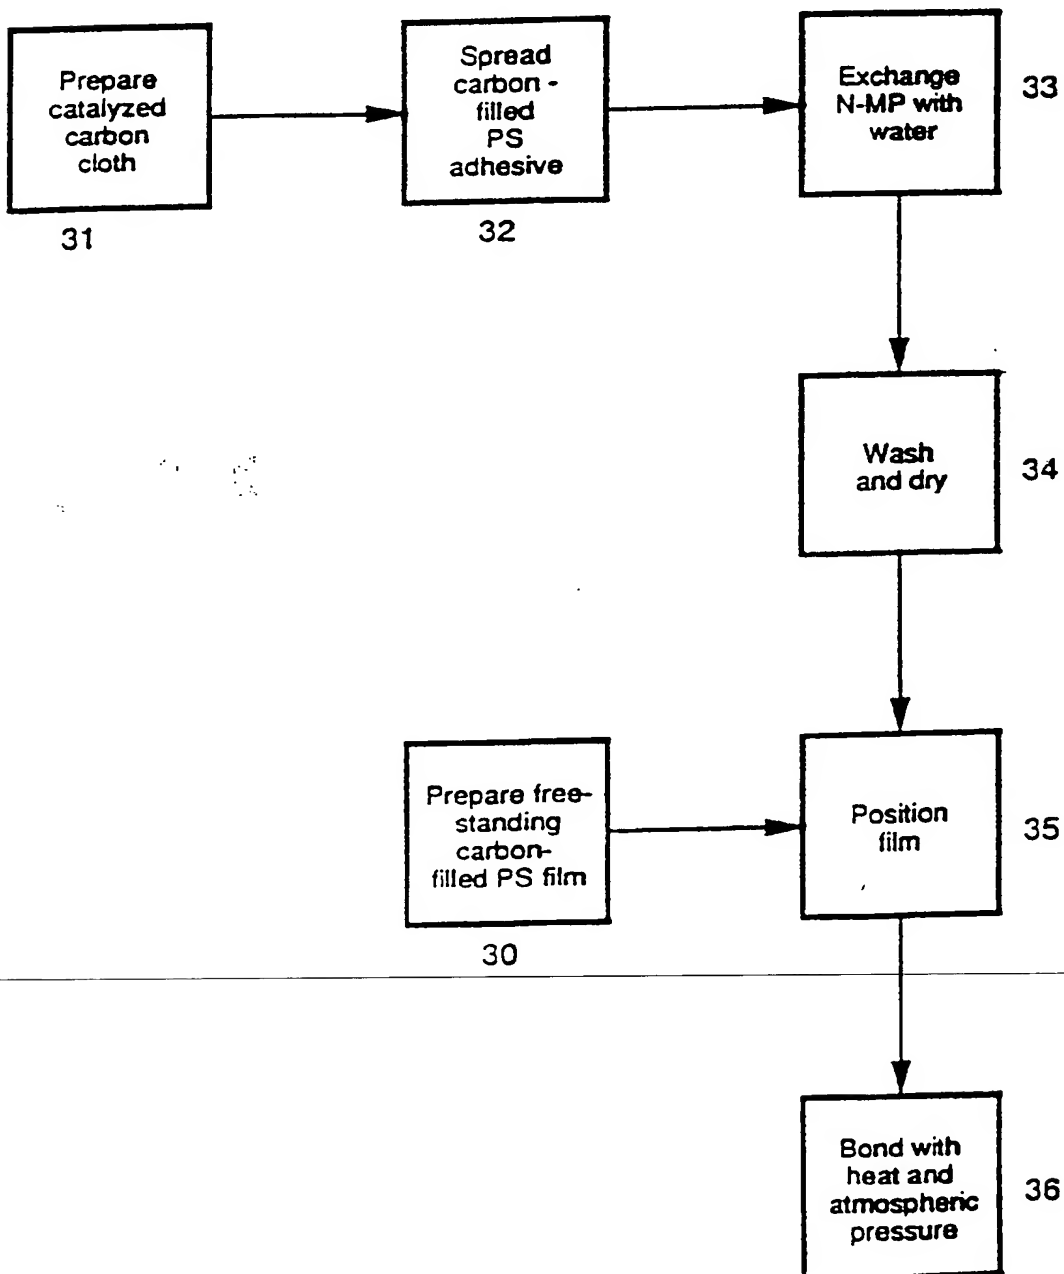 Prepare
catalyzed
carbon
cloth
31
Spread
carbon -
filled
PS
adhesive
32
Exchange
N-MP with
water
33
Wash
and dry
34
Prepare free-
standing
carbon-
filled PS film
30
Position
film
35
Bond with
heat and
atmospheric
pressure
36